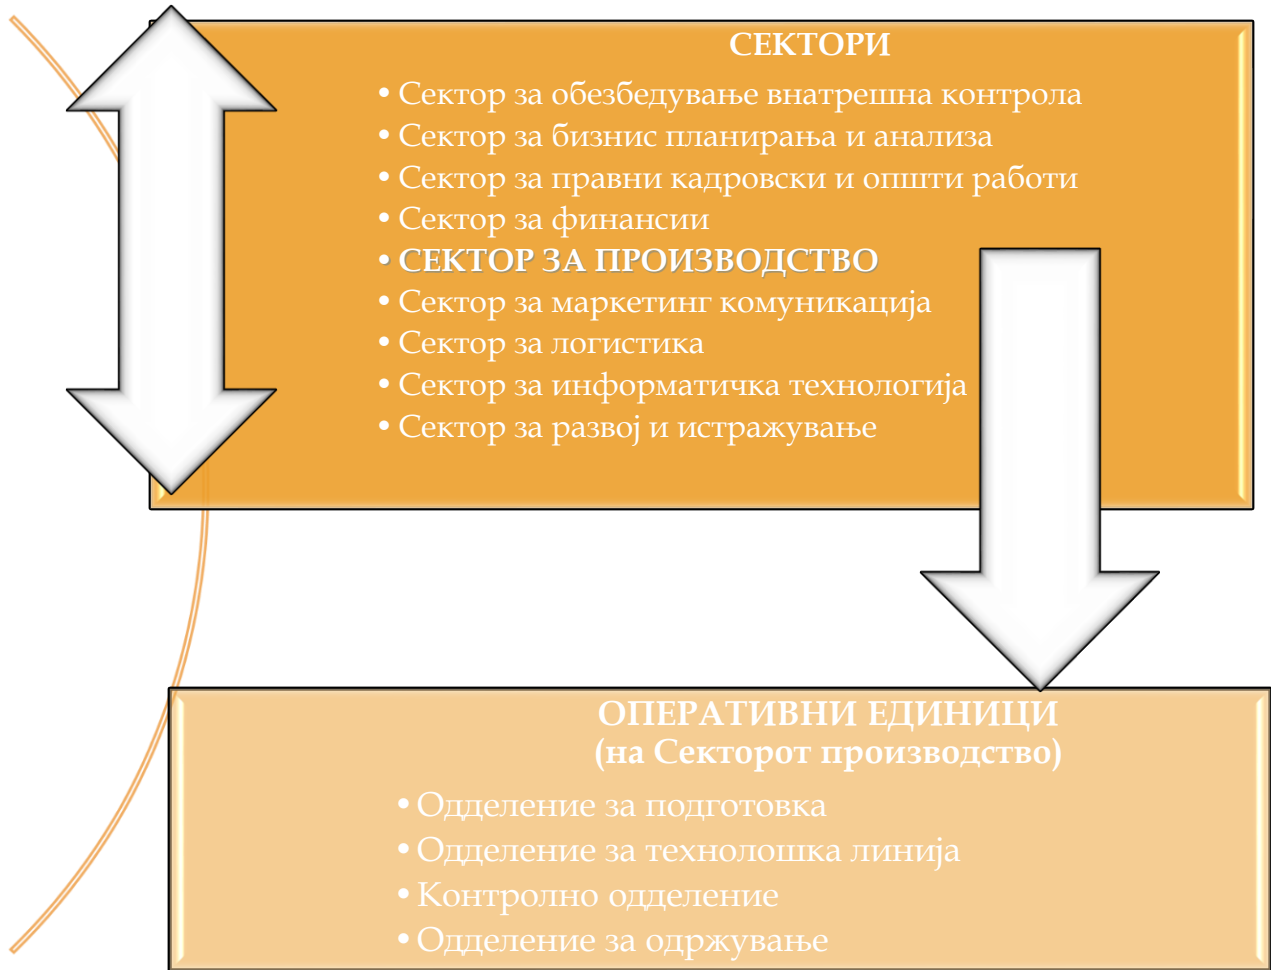 СЕКТОРИ
• Сектор за обезбедување внатрешна контрола
• Сектор за бизнис планирања и анализа
• Сектор за правни кадровски и општи работи
• Сектор за финансии
• СЕКТОР ЗА ПРОИЗВОДСТВО
• Сектор за маркетинг комуникација
• Сектор за логистика
• Сектор за информатичка технологија
• Сектор за развој и истражување
ОПЕРАТИВНИ ЕДИНИЦИ
(на Секторот производство)
• Одделение за подготовка
• Одделение за технолошка линија
• Контролно одделение
• Одделение за одржување